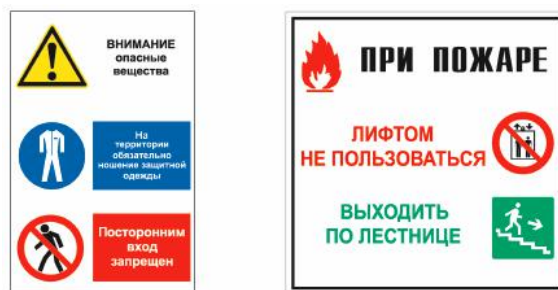 ВНИМАНИЕ
опасные
вещества
На
территории
обязательно
ношение защитной
одежды
Посторонним
вход
запрещен
ПРИ ПОЖАРЕ
ЛИФТОМ
НЕ ПОЛЬЗОВАТЬСЯ
ВЫХОДИТЬ
ПО ЛЕСТНИЦЕ